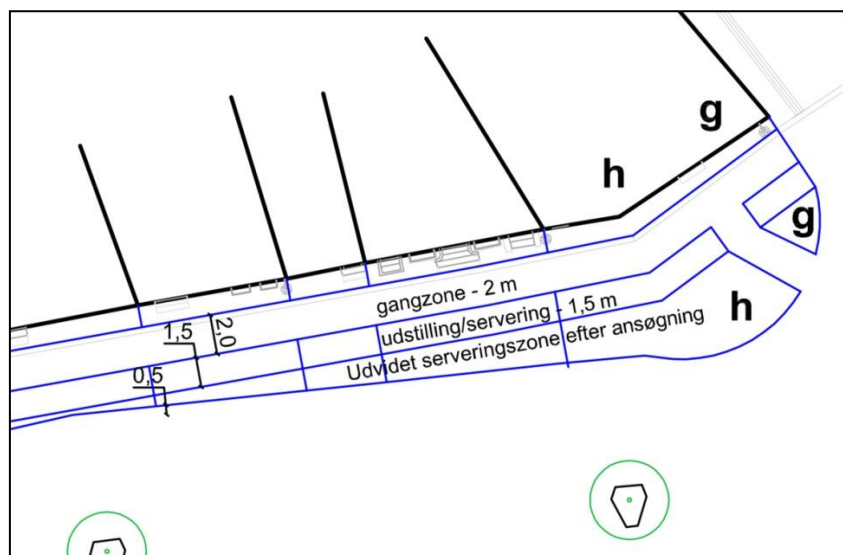 g
h
g
gangzone - 2 m
2,0
1,5
udstilling/servering - 1,5 m
h
Udvidet serveringszone efter ansøgning
0,5